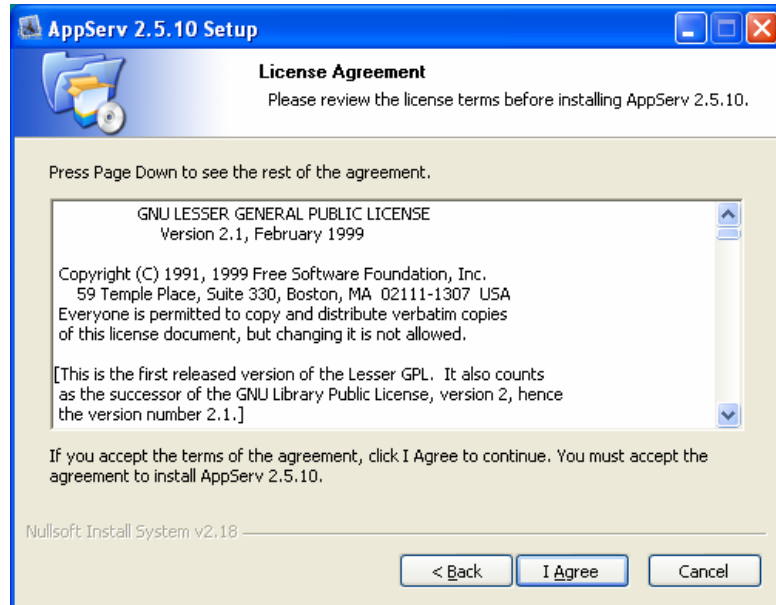 AppServ 2.5.10 Setup
License Agreement
Please review the license terms before installing AppServ 2.5.10.
Press Page Down to see the rest of the agreement.
GNU LESSER GENERAL PUBLIC LICENSE
Version 2.1, February 1999
Copyright (C) 1991, 1999 Free Software Foundation, Inc.
59 Temple Place, Suite 330, Boston, MA 02111-1307 USA
Everyone is permitted to copy and distribute verbatim copies
of this license document, but changing it is not allowed.
[This is the first released version of the Lesser GPL. It also counts
as the successor of the GNU Library Public License, version 2, hence
the version number 2.1.]
If you accept the terms of the agreement, click I Agree to continue. You must accept the
agreement to install AppServ 2.5.10.
Nullsoft Install System v2.18
< Back I Agree Cancel